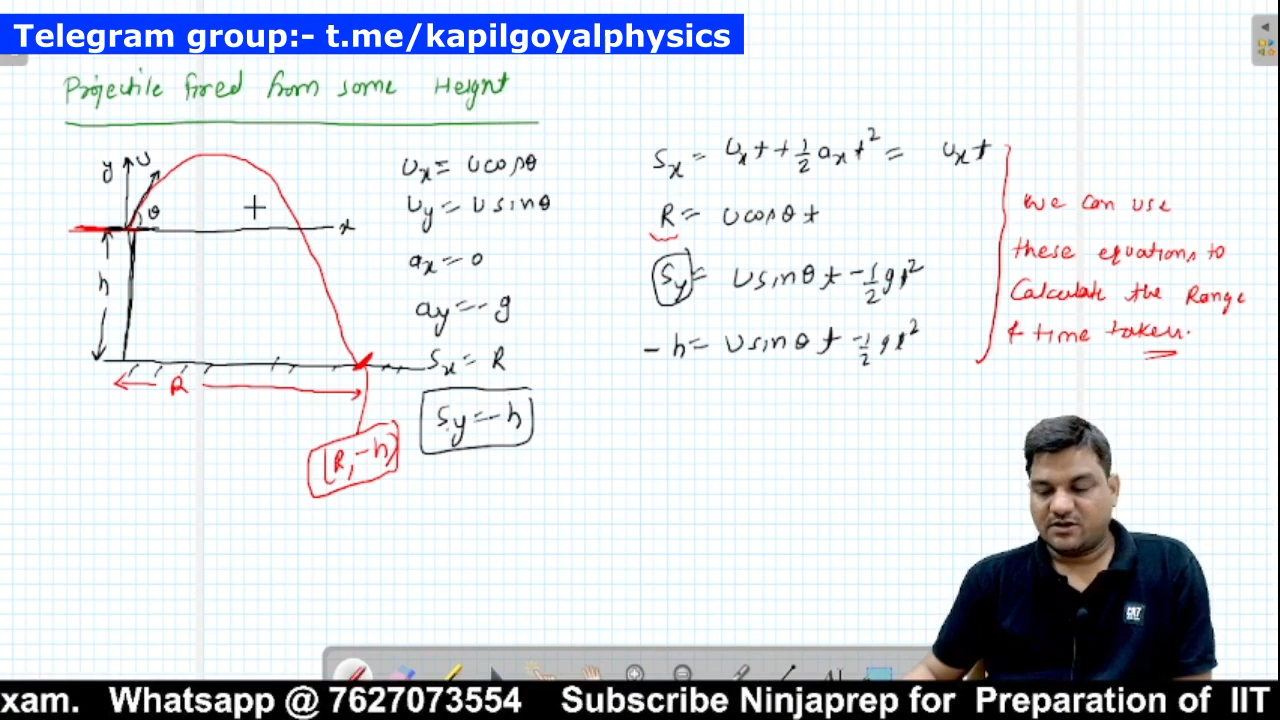 Telegram group:- t.me/kapilgoyalphysics
Projectile fired from some Height
y
u
θ
x
h
R
(R, -h)
ux = u cosθ
uy = u sinθ
ax = 0
ay = - g
Sx = R
Sy = - h
Sx = uxt + 1/2 axt² = uxt
R = u cosθ t
Sy = u sinθ t - 1/2 gt²
- h = u sinθ t - 1/2 gt²
we can use
these equations to
Calculate the Range
& time taken.
xam. Whatsapp @ 7627073554 Subscribe Ninjaprep for Preparation of IIT